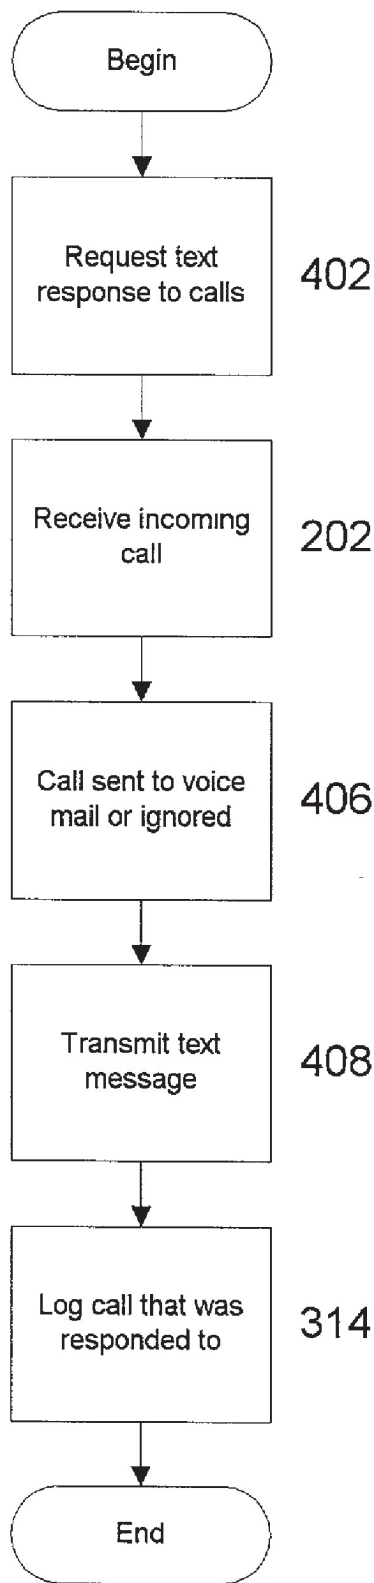 Begin
Request text
response to calls
402
Receive incoming
call
202
Call sent to voice
mail or ignored
406
Transmit text
message
408
Log call that was
responded to
314
End